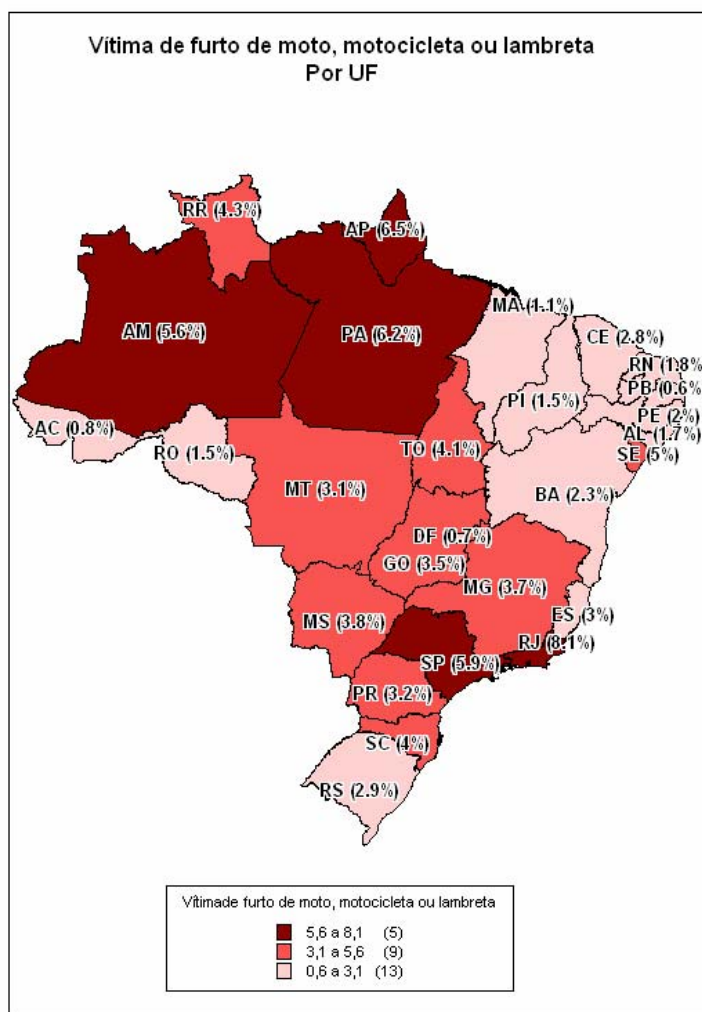 Vítima de furto de moto, motocicleta ou lambreta
Por UF
RR (4.3%)
AP (6.5%)
MA (1.1%)
AM (5.6%)
PA (6.2%)
CE (2.8%)
RN (1.8%)
PB (0.6%)
PI (1.5%)
PE (2%)
AC (0.8%)
AL (1.7%)
RO (1.5%)
TO (4.1%)
SE (5%)
MT (3.1%)
BA (2.3%)
DF (0.7%)
GO (3.5%)
MG (3.7%)
ES (3%)
MS (3.8%)
RJ (8.1%)
SP (5.9%)
PR (3.2%)
SC (4%)
RS (2.9%)
Vítimade furto de moto, motocicleta ou lambreta
5,6 a 8,1 (5)
3,1 a 5,6 (9)
0,6 a 3,1 (13)